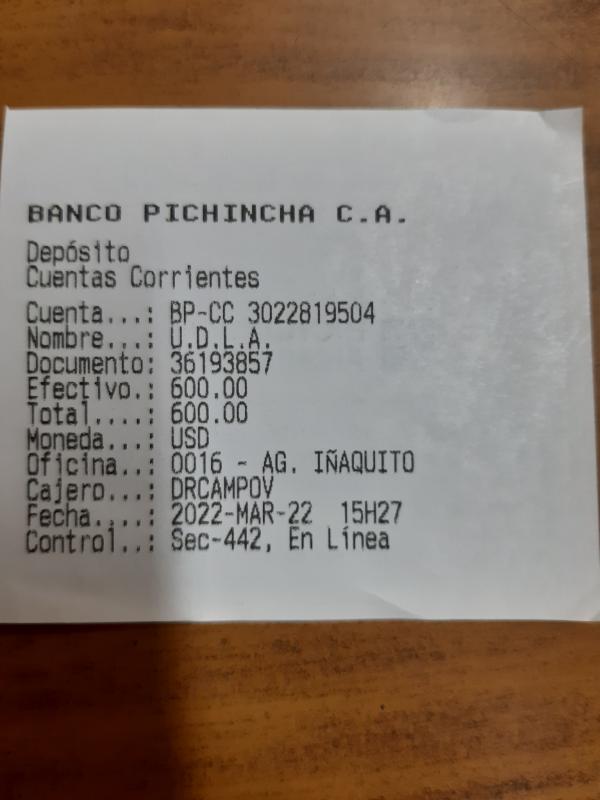 BANCO PICHINCHA C.A.
Depósito
Cuentas Corrientes
Cuenta...: BP-CC 3022819504
Nombre...: U.D.L.A.
Documento: 36193857
Efectivo.: 600.00
Total....: 600.00
Moneda...: USD
Oficina..: 0016 - AG. IÑAQUITO
Cajero...: DRCAMPOV
Fecha....: 2022-MAR-22 15H27
Control..: Sec-442, En Línea